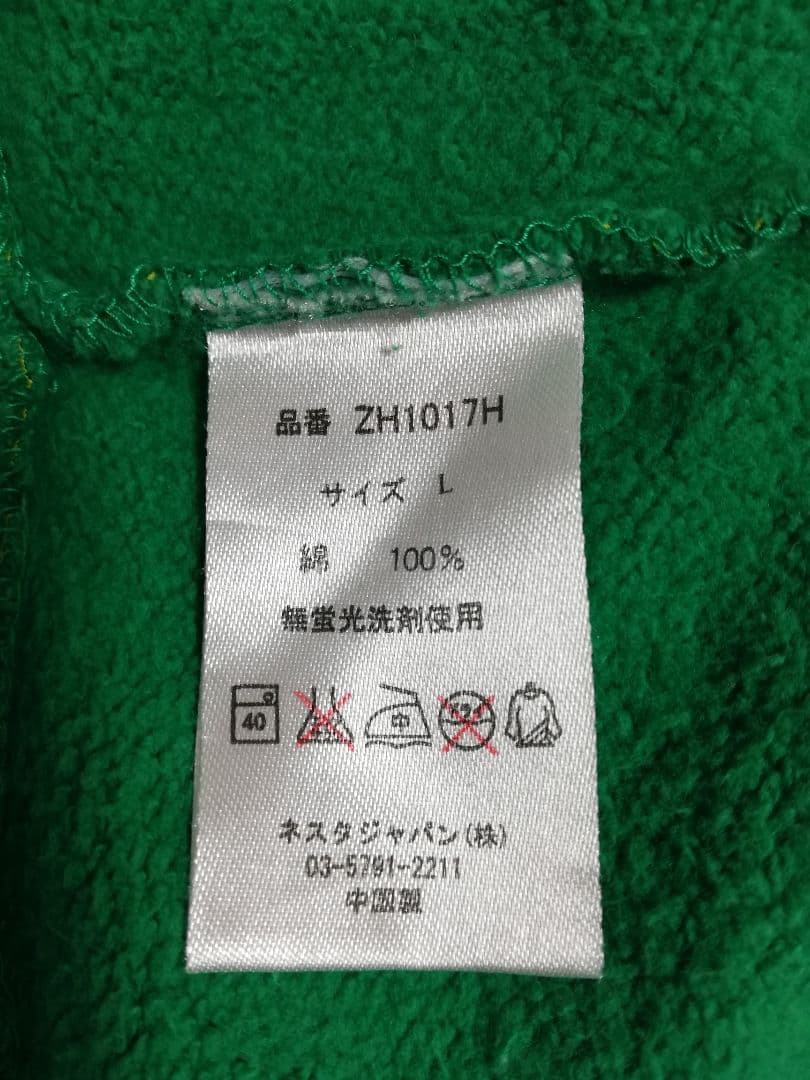 品番 ZH1017H
サイズ L
綿 100%
無蛍光洗剤使用
40 中
ネスタジャパン(株)
03-5791-2211
中国製